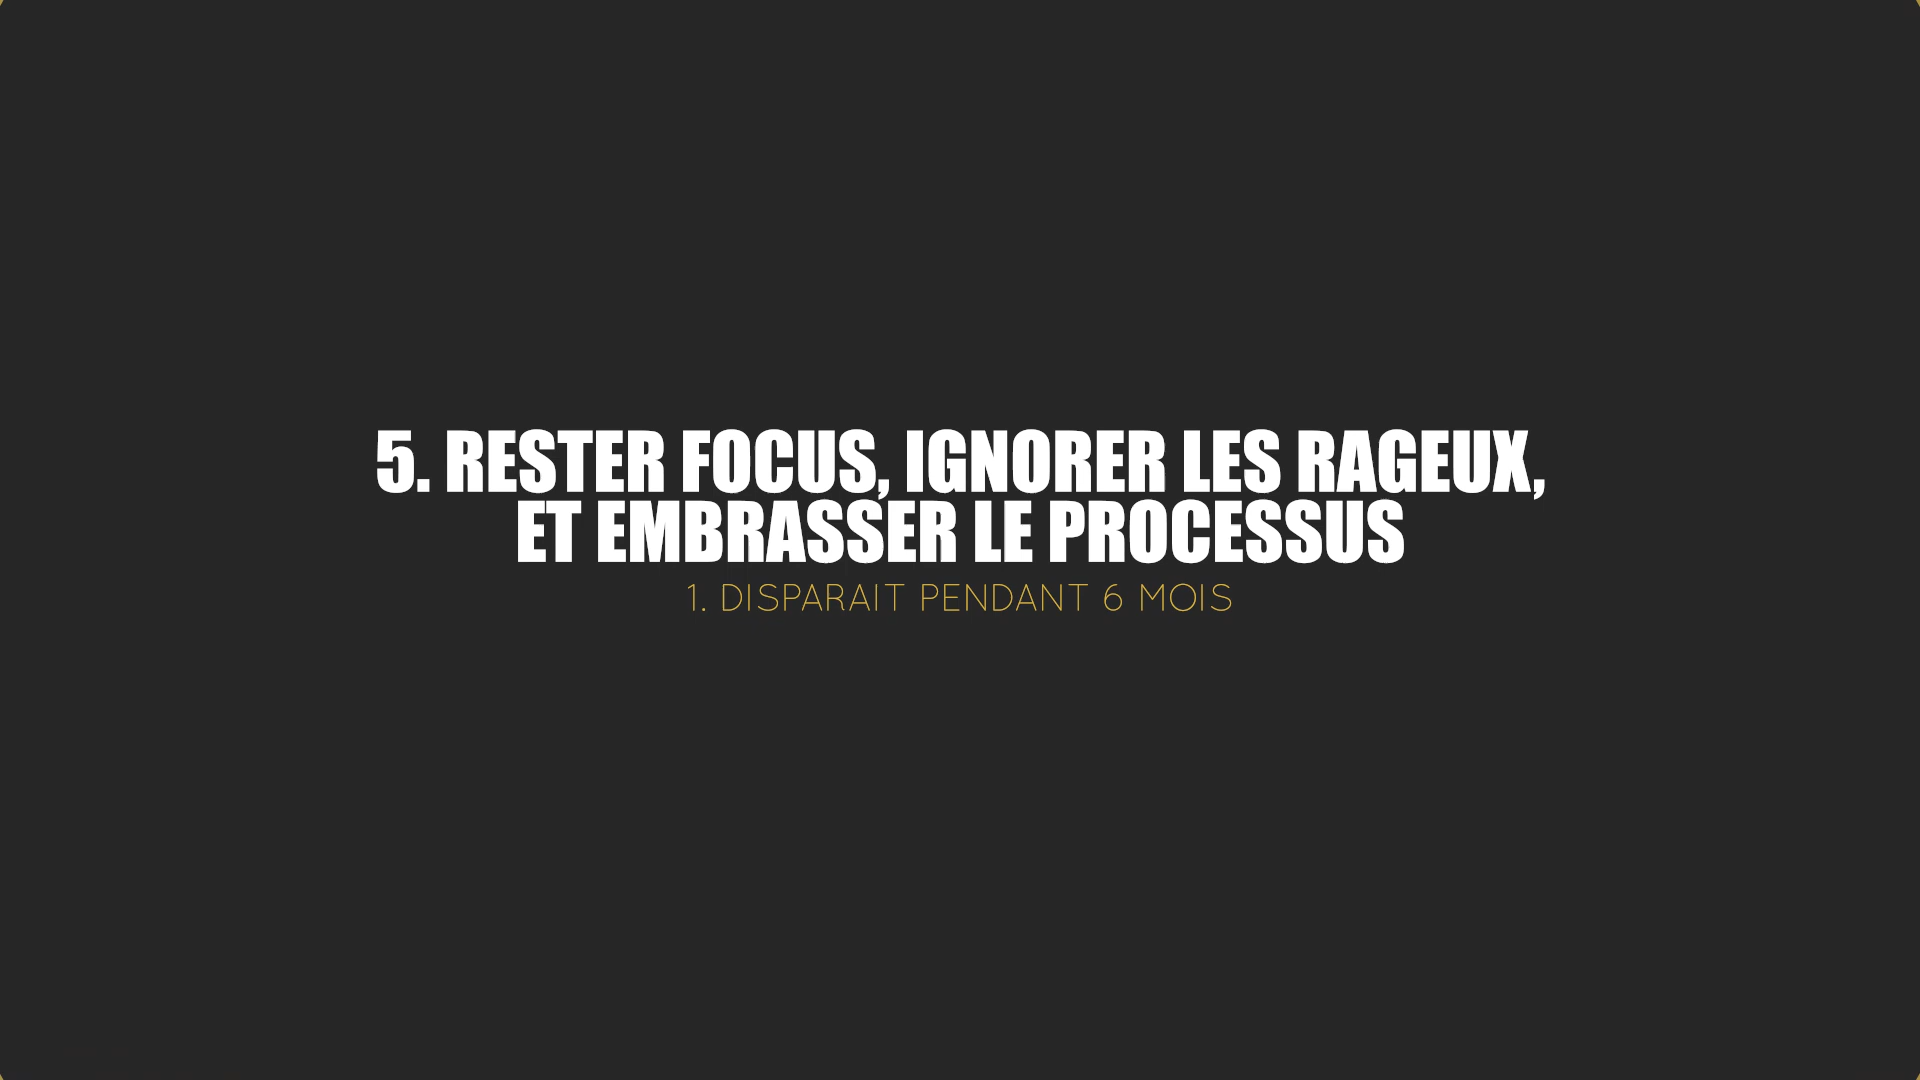 5. RESTER FOCUS, IGNORER LES RAGEUX,
ET EMBRASSER LE PROCESSUS
1. DISPARAIT PENDANT 6 MOIS